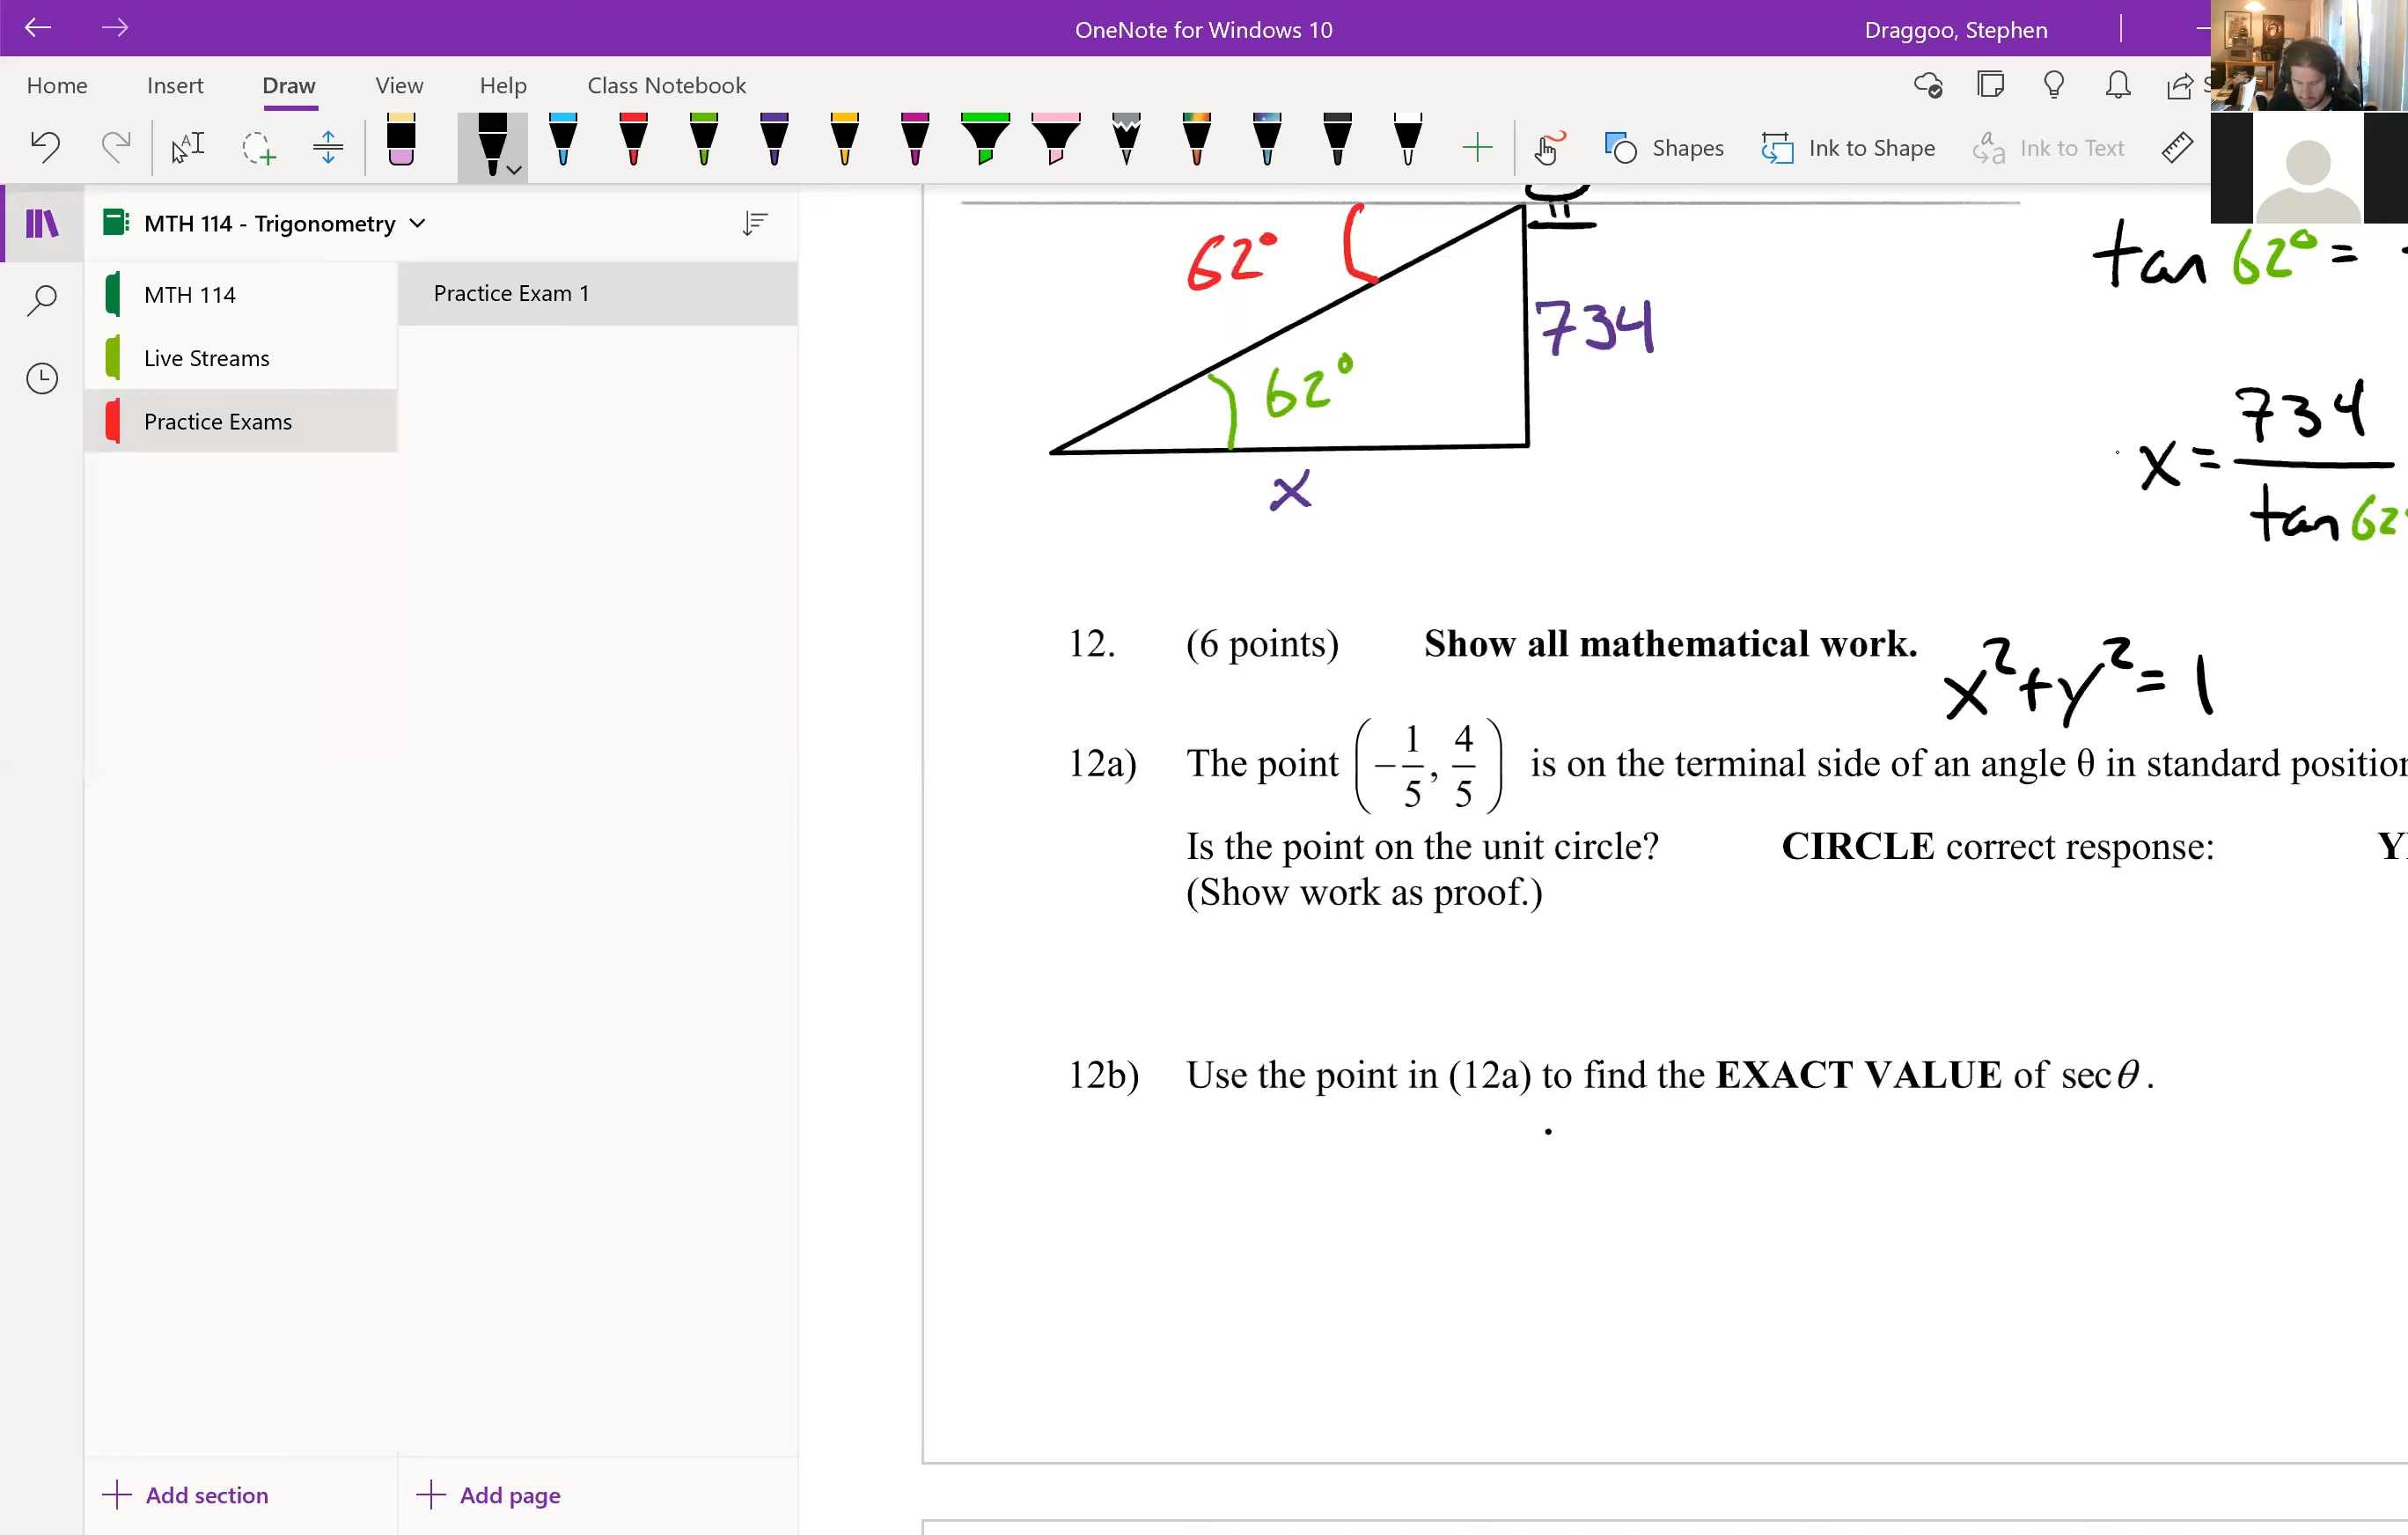 OneNote for Windows 10
Draggoo, Stephen
Home Insert Draw View Help Class Notebook
Shapes Ink to Shape Ink to Text
MTH 114 - Trigonometry
MTH 114
Live Streams
Practice Exams
Practice Exam 1
62°
62°
734
x
tan 62° =
x = 734 / tan 62
12. (6 points) Show all mathematical work.
x² + y² = 1
12a) The point (-1/5, 4/5) is on the terminal side of an angle θ in standard position
Is the point on the unit circle? CIRCLE correct response:
(Show work as proof.)
12b) Use the point in (12a) to find the EXACT VALUE of sec θ.
Add section Add page